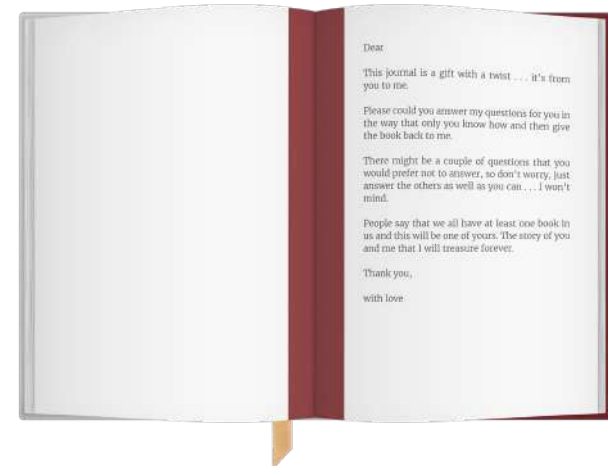 Dear
This journal is a gift with a twist . . . it's from
you to me.
Please could you answer my questions for you in
the way that only you know how and then give
the book back to me.
There might be a couple of questions that you
would prefer not to answer, so don't worry, just
answer the others as well as you can . . . I won't
mind.
People say that we all have at least one book in
us and this will be one of yours. The story of you
and me that I will treasure forever.
Thank you,
with love